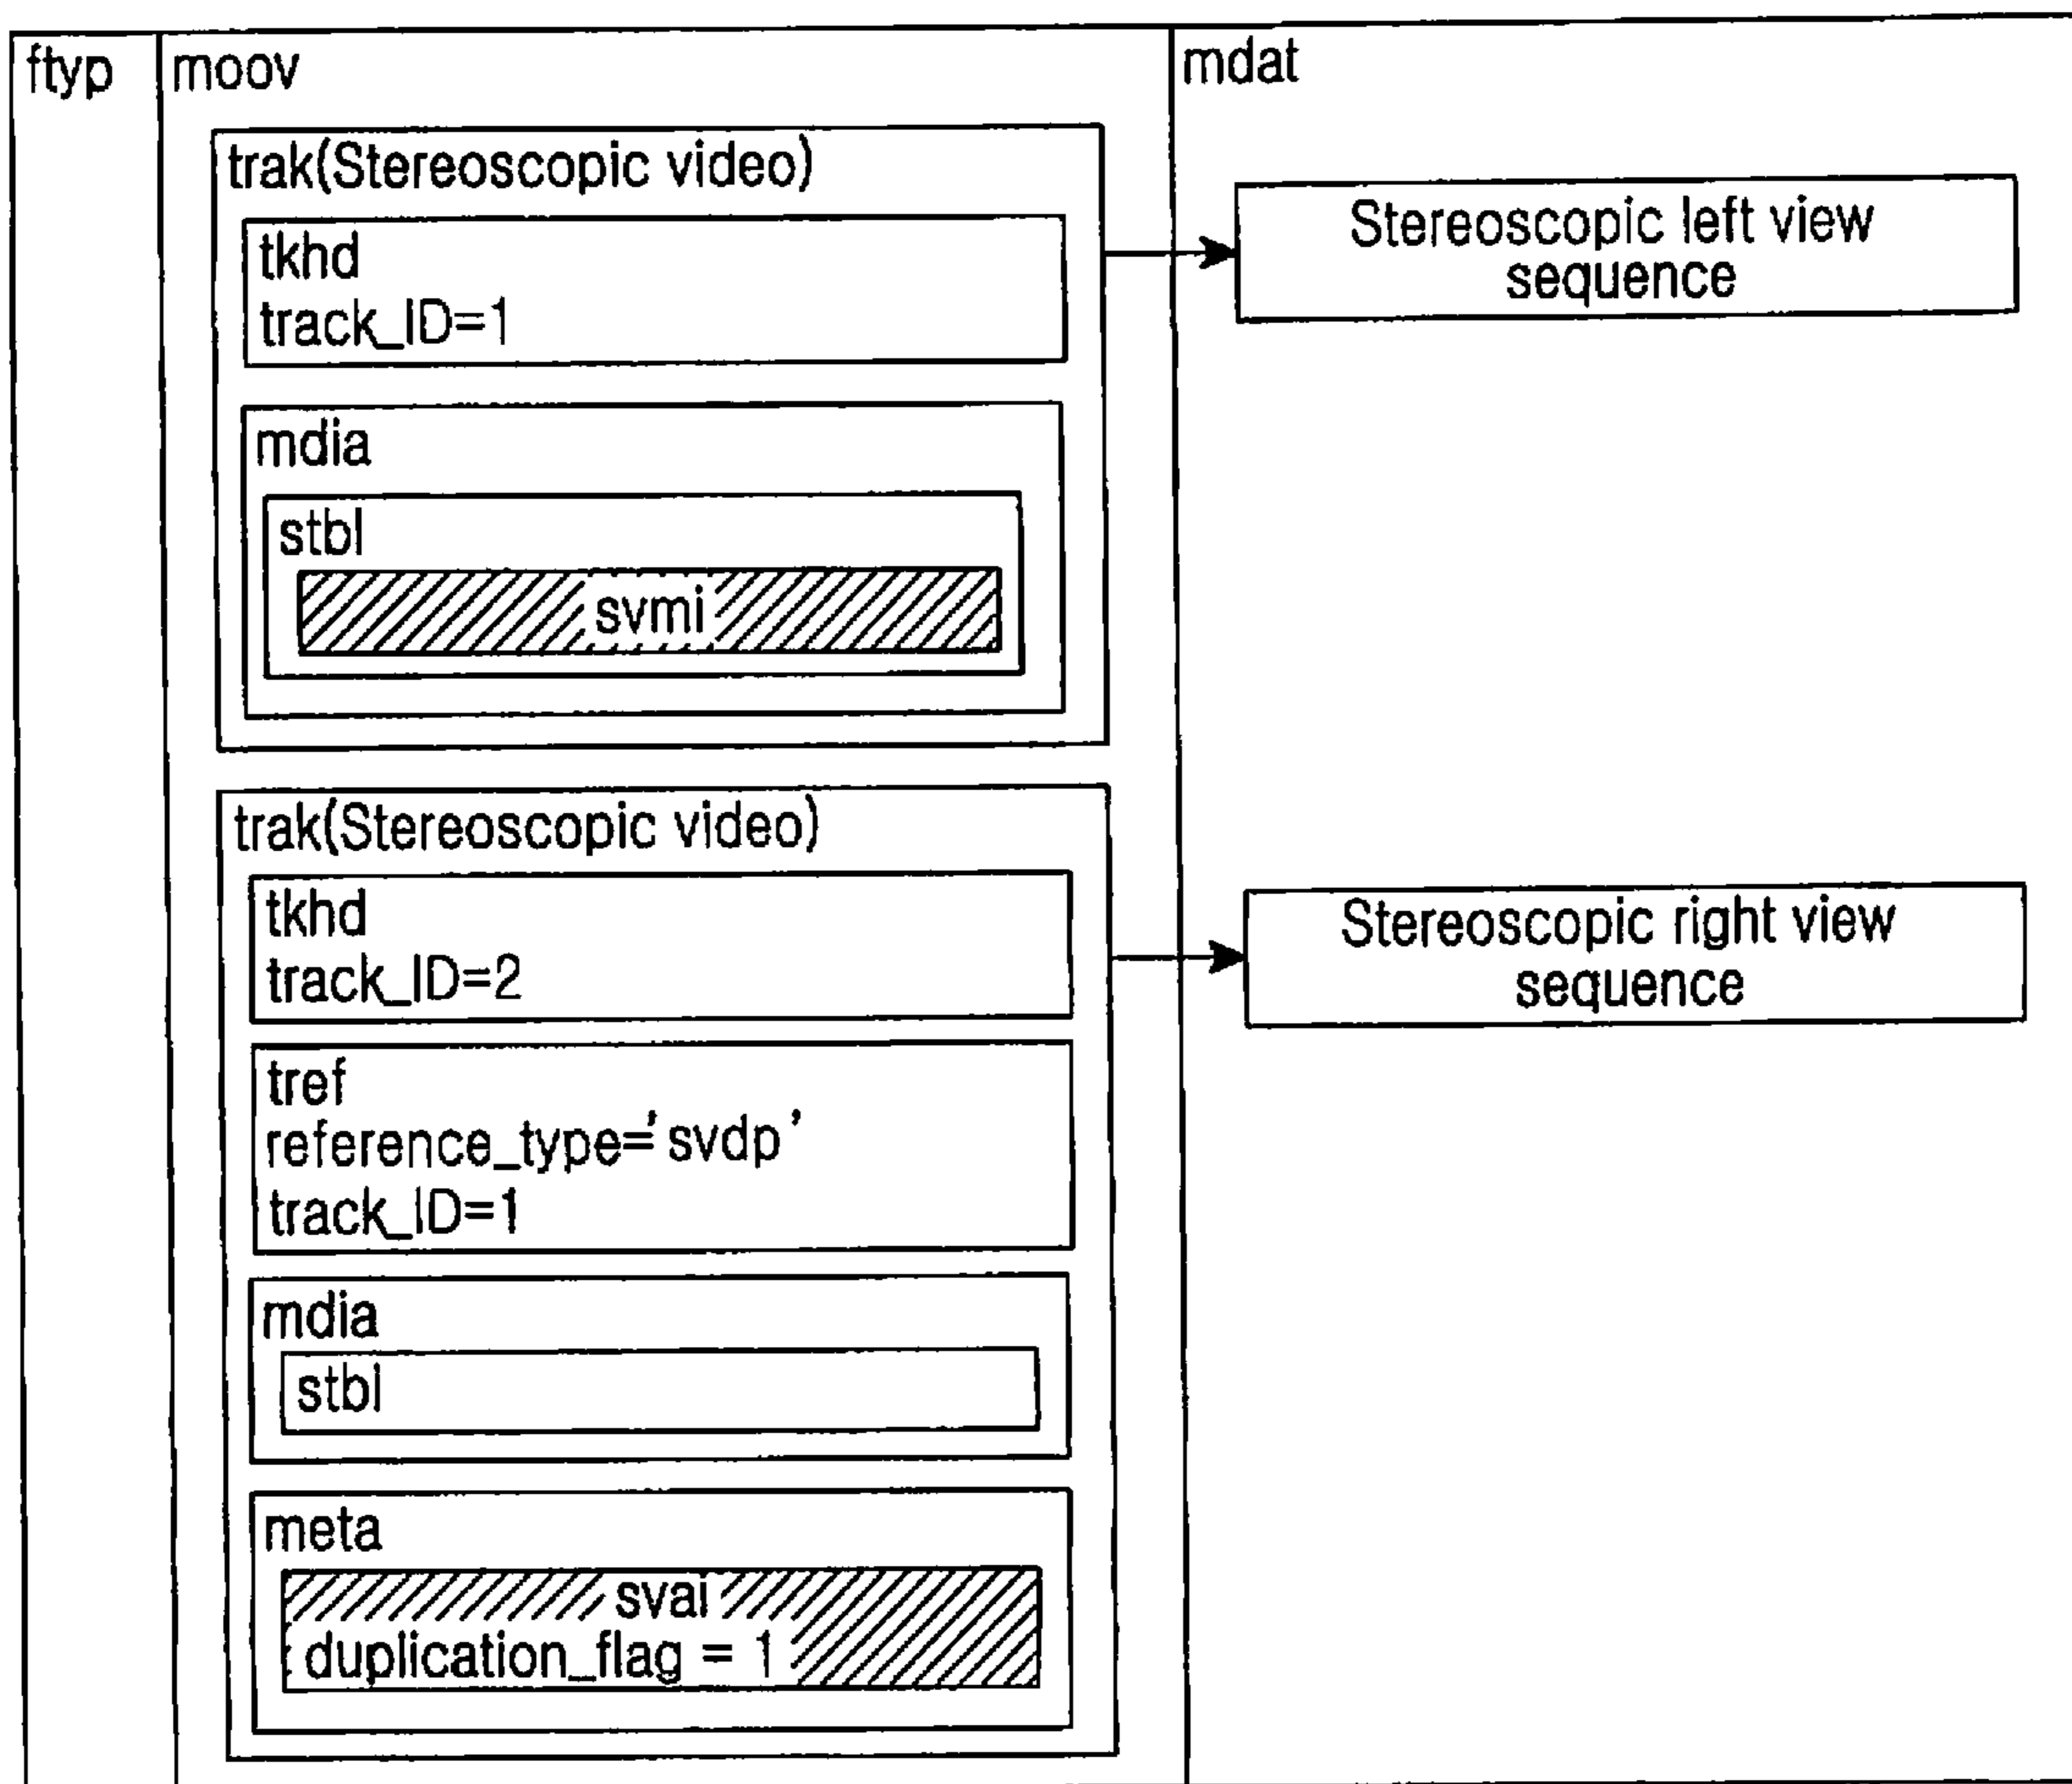 ftyp
moov
mdat
trak(Stereoscopic video)
tkhd
track_ID=1
mdia
stbl
svmi
Stereoscopic left view
sequence
trak(Stereoscopic video)
tkhd
track_ID=2
tref
reference_type='svdp'
track_ID=1
mdia
stbl
meta
svai
duplication_flag = 1
Stereoscopic right view
sequence